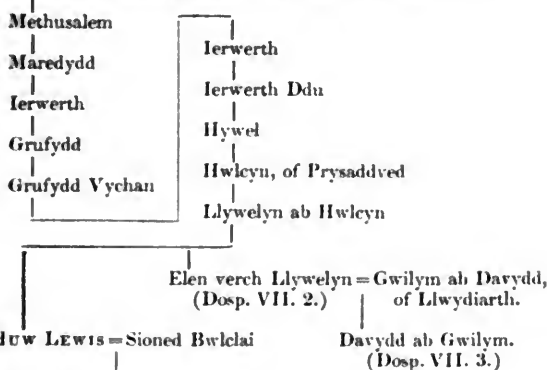 Methusalem
Maredydd
Ierwerth
Grufydd
Grufydd Vychan
Ierwerth
Ierwerth Ddu
Hywel
Hwlcyn, of Prysaddved
Llywelyn ab Hwlcyn
Elen verch Llywelyn = Gwilym ab Davydd,
(Dosp. VII. 2.) of Llwydiarth.
HUW LEWIS = Sioned Bwlclai
Davydd ab Gwilym.
(Dosp. VII. 3.)